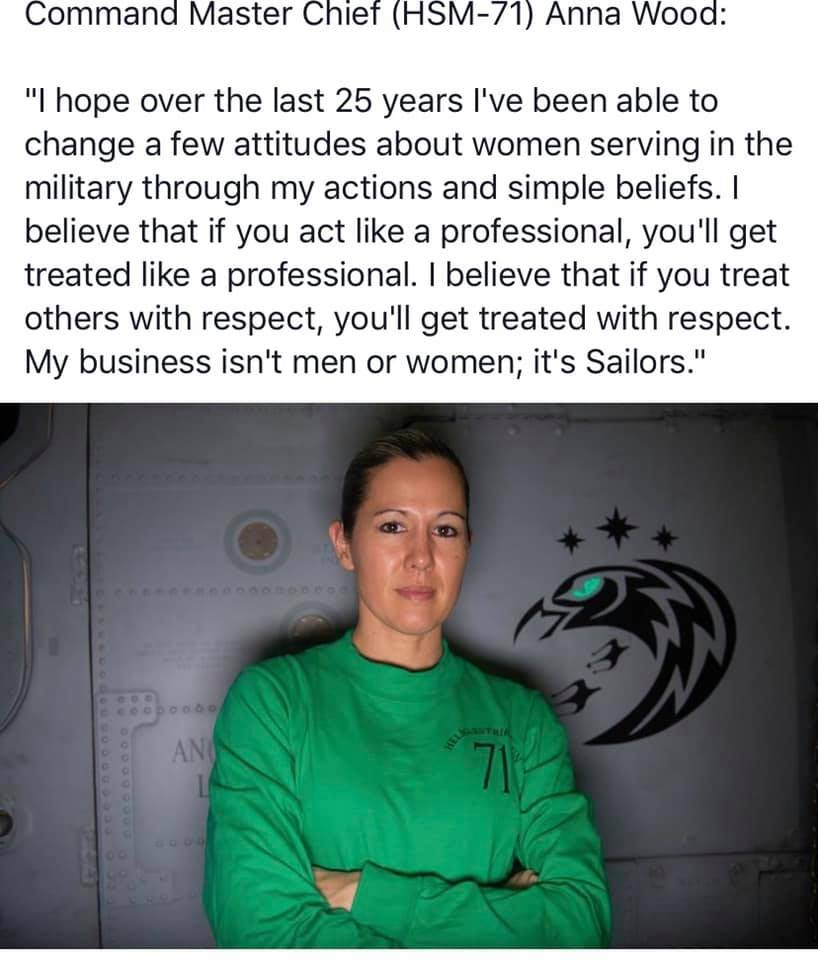 Command Master Chief (HSM-71) Anna Wood:
"I hope over the last 25 years I've been able to
change a few attitudes about women serving in the
military through my actions and simple beliefs. I
believe that if you act like a professional, you'll get
treated like a professional. I believe that if you treat
others with respect, you'll get treated with respect.
My business isn't men or women; it's Sailors."
71